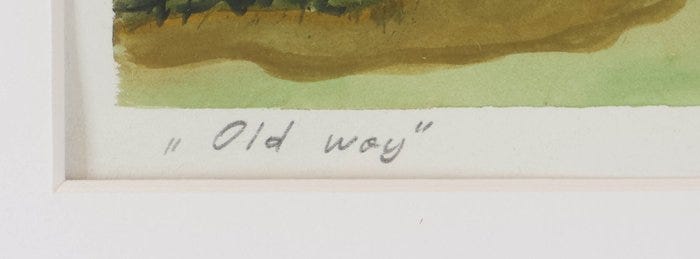 „ Old way"